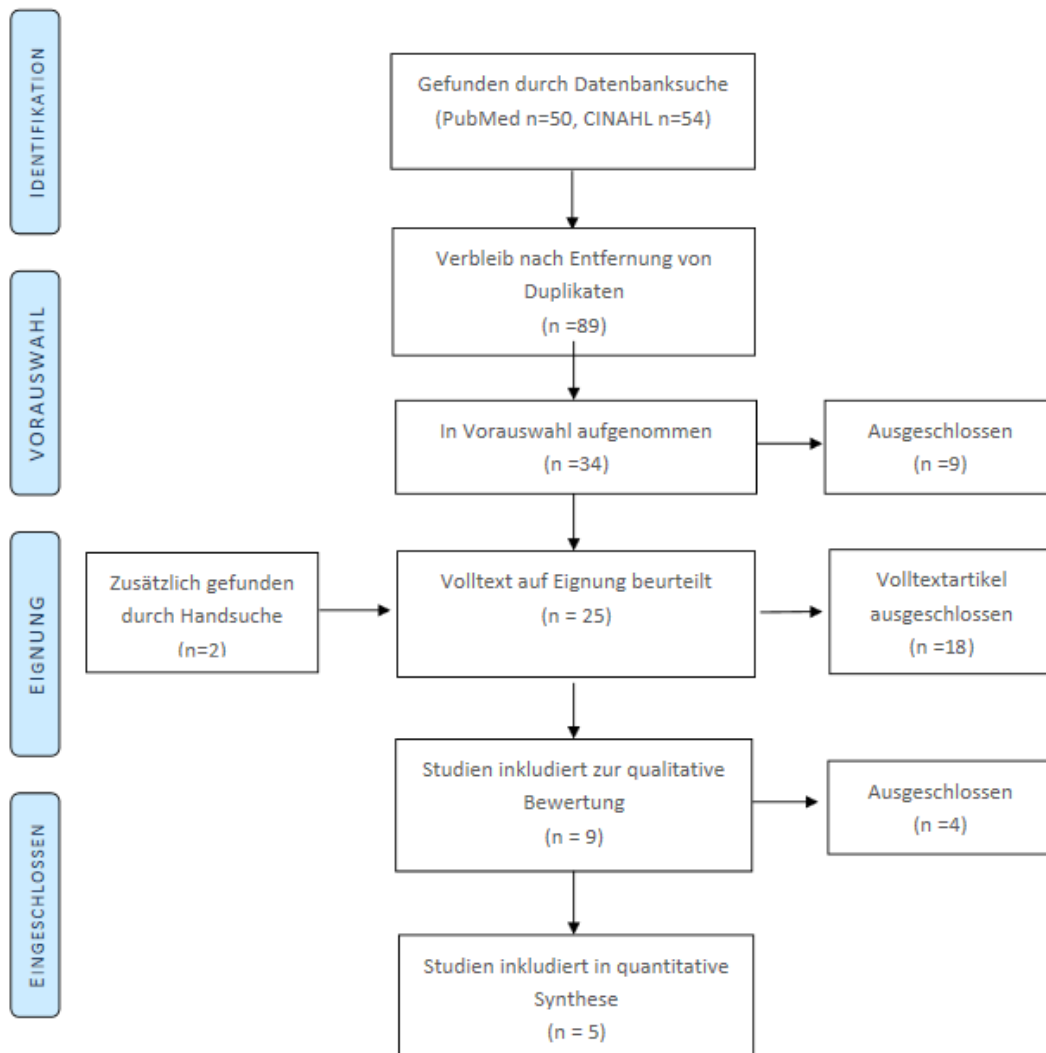 IDENTIFIKATION
Gefunden durch Datenbanksuche
(PubMed n=50, CINAHL n=54)
VORAUSWAHL
Verbleib nach Entfernung von
Duplikaten
(n =89)
In Vorauswahl aufgenommen
(n =34)
Ausgeschlossen
(n =9)
EIGNUNG
Zusätzlich gefunden
durch Handsuche
(n=2)
Volltext auf Eignung beurteilt
(n = 25)
Volltextartikel
ausgeschlossen
(n =18)
EINGESCHLOSSEN
Studien inkludiert zur qualitative
Bewertung
(n = 9)
Ausgeschlossen
(n =4)
Studien inkludiert in quantitative
Synthese
(n = 5)